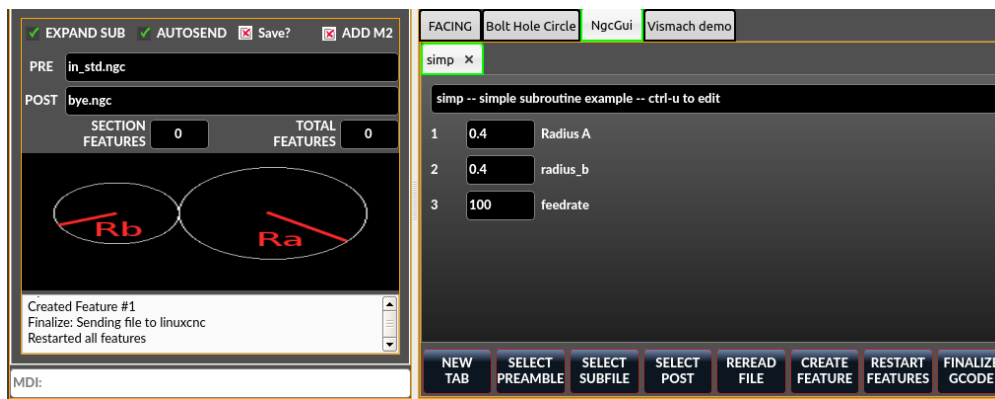 EXPAND SUB AUTOSEND Save? ADD M2
PRE in_std.ngc
POST bye.ngc
SECTION FEATURES 0 TOTAL FEATURES 0
Rb
Ra
Created Feature #1
Finalize: Sending file to linuxcnc
Restarted all features
MDI:
FACING Bolt Hole Circle NgcGui Vismach demo
simp ×
simp -- simple subroutine example -- ctrl-u to edit
1 0.4 Radius A
2 0.4 radius_b
3 100 feedrate
NEW TAB SELECT PREAMBLE SELECT SUBFILE SELECT POST REREAD FILE CREATE FEATURE RESTART FEATURES FINALIZE GCODE